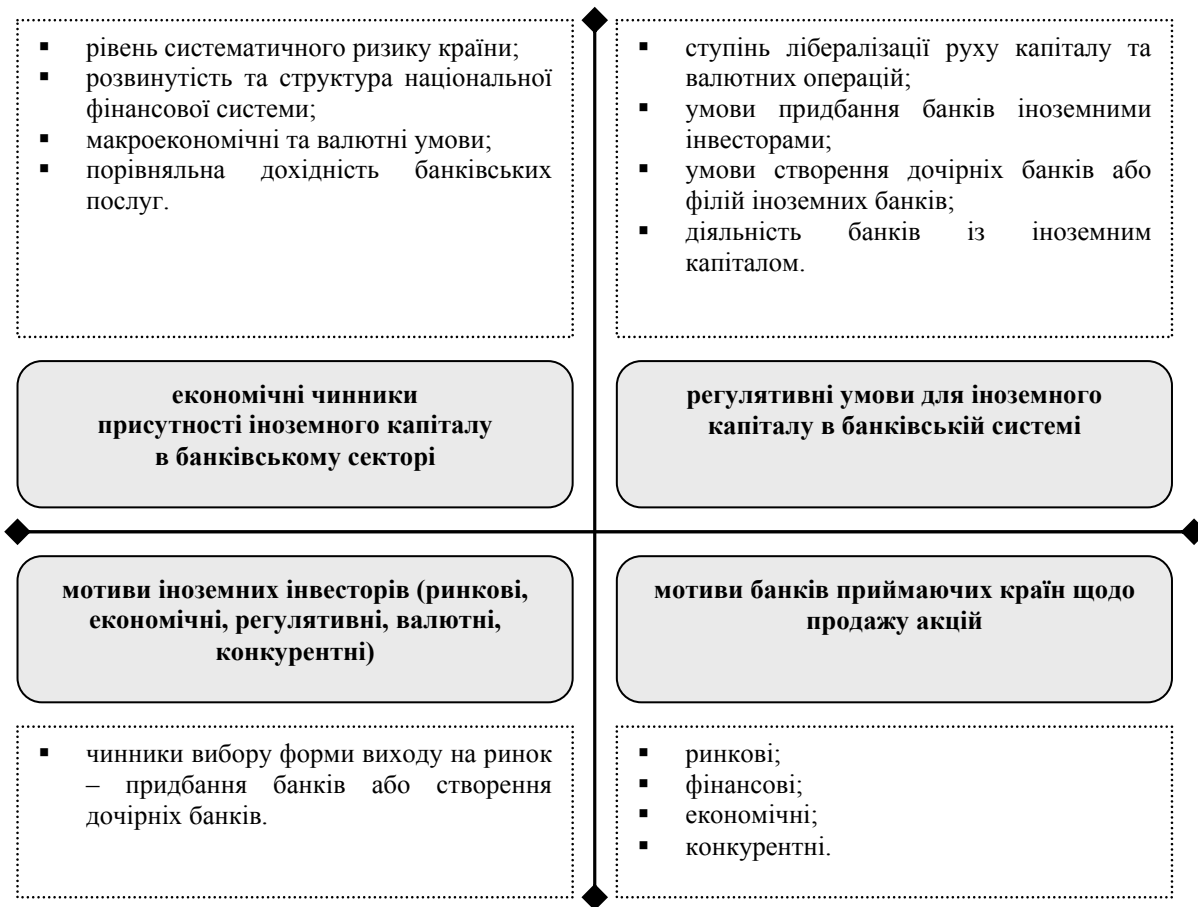 ▪ рівень систематичного ризику країни;
▪ розвинутість та структура національної
фінансової системи;
▪ макроекономічні та валютні умови;
▪ порівняльна дохідність банківських
послуг.
▪ ступінь лібералізації руху капіталу та
валютних операцій;
▪ умови придбання банків іноземними
інвесторами;
▪ умови створення дочірніх банків або
філій іноземних банків;
▪ діяльність банків із іноземним
капіталом.
економічні чинники
присутності іноземного капіталу
в банківському секторі
регулятивні умови для іноземного
капіталу в банківській системі
мотиви іноземних інвесторів (ринкові,
економічні, регулятивні, валютні,
конкурентні)
мотиви банків приймаючих країн щодо
продажу акцій
▪ чинники вибору форми виходу на ринок
– придбання банків або створення
дочірніх банків.
▪ ринкові;
▪ фінансові;
▪ економічні;
▪ конкурентні.